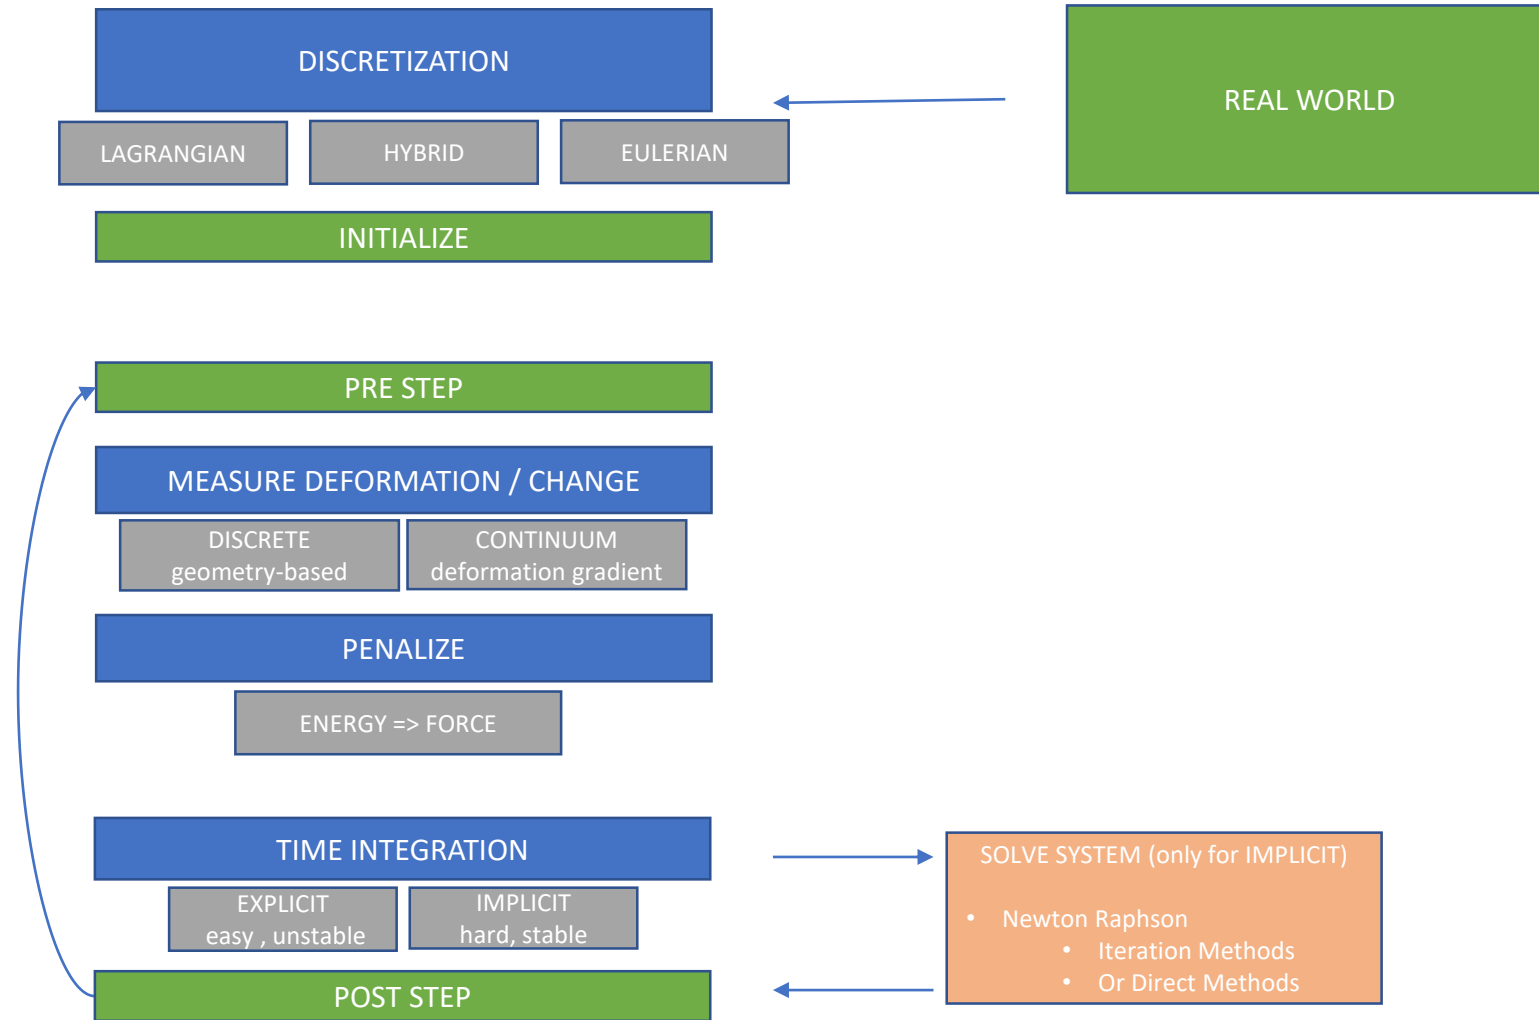 DISCRETIZATION
REAL WORLD
LAGRANGIAN
HYBRID
EULERIAN
INITIALIZE
PRE STEP
MEASURE DEFORMATION / CHANGE
DISCRETE
geometry-based
CONTINUUM
deformation gradient
PENALIZE
ENERGY => FORCE
TIME INTEGRATION
EXPLICIT
easy , unstable
IMPLICIT
hard, stable
SOLVE SYSTEM (only for IMPLICIT)
• Newton Raphson
• Iteration Methods
• Or Direct Methods
POST STEP